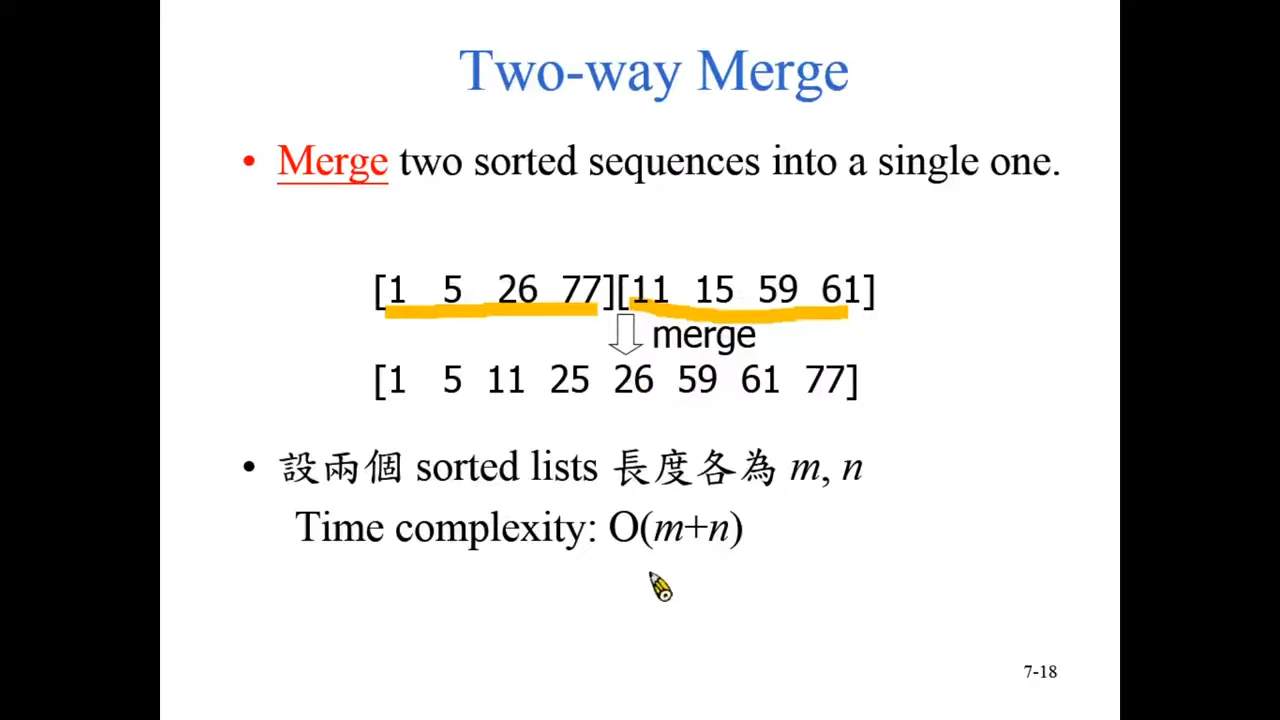 Two-way Merge
• Merge two sorted sequences into a single one.
[1 5 26 77][11 15 59 61]
merge
[1 5 11 25 26 59 61 77]
• 設兩個 sorted lists 長度各為 m, n
Time complexity: O(m+n)
7-18